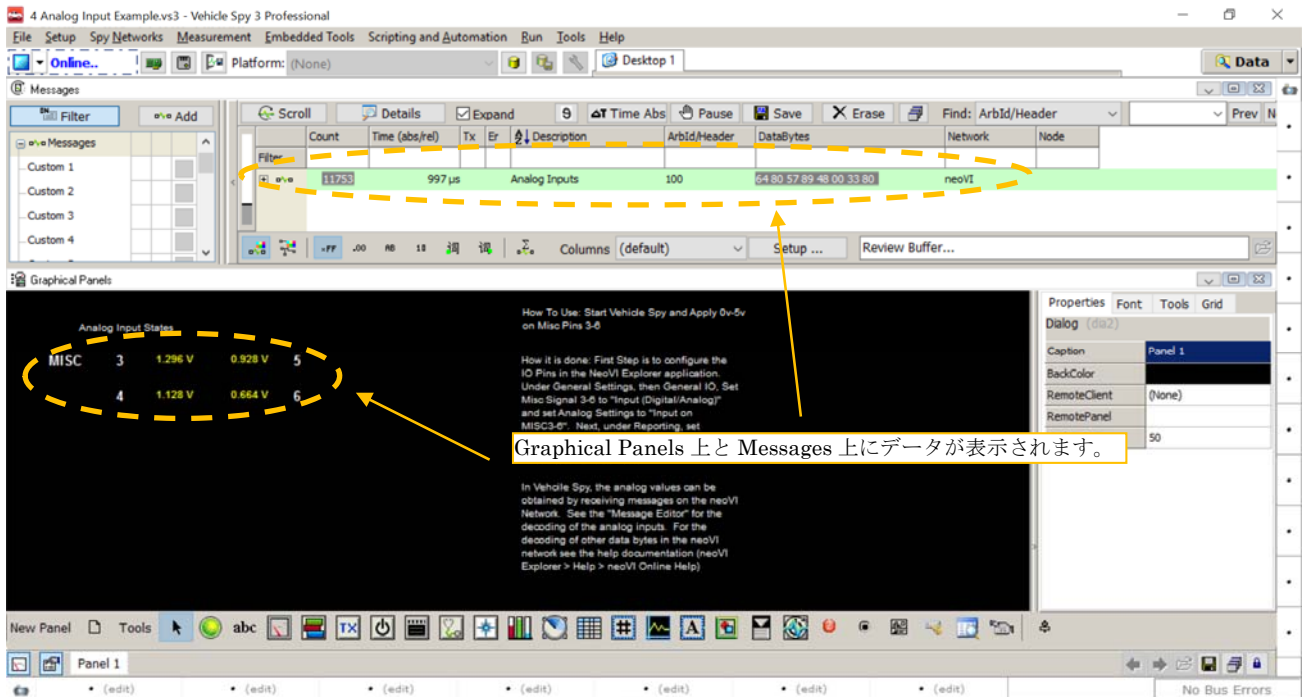 4 Analog Input Example.vs3 - Vehicle Spy 3 Professional
File Setup Spy Networks Measurement Embedded Tools Scripting and Automation Run Tools Help
Online.. Platform: (None) Desktop 1 Data
Messages
Filter Add Scroll Details Expand 9 ΔT Time Abs Pause Save Erase Find: ArbId/Header Prev N
Count Time (abs/rel) Tx Er Description ArbId/Header DataBytes Network Node
Messages
Filter
Custom 1
11753 997 µs Analog Inputs 100 64 80 57 89 48 00 33 80 neoVI
Custom 2
Custom 3
Custom 4
Columns (default) Setup ... Review Buffer...
Graphical Panels
Analog Input States
MISC 3 1.296 V 0.928 V 5
4 1.128 V 0.664 V 6
How To Use: Start Vehicle Spy and Apply 0v-5v
on Misc Pins 3-6
How it is done: First Step is to configure the
IO Pins in the NeoVI Explorer application.
Under General Settings, then General IO, Set
Misc Signal 3-6 to "Input (Digital/Analog)"
and set Analog Settings to "Input on
MISC3-6". Next, under Reporting, set
Graphical Panels 上と Messages 上にデータが表示されます。
In Vehcile Spy, the analog values can be
obtained by receiving messages on the neoVI
Network. See the "Message Editor" for the
decoding of the analog inputs. For the
decoding of other data bytes in the neoVI
network see the help documentation (neoVI
Explorer > Help > neoVI Online Help)
Properties Font Tools Grid
Dialog (da2)
Caption Panel 1
BackColor
RemoteClient (None)
RemotePanel
50
New Panel Tools abc TX
Panel 1
(edit) (edit) (edit) (edit) (edit) (edit) (edit) No Bus Errors